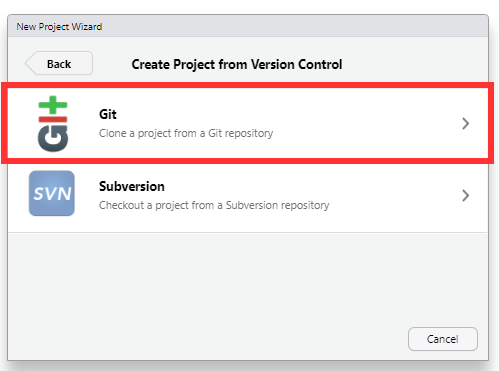 New Project Wizard
Back
Create Project from Version Control
git
Git
Clone a project from a Git repository
SVN
Subversion
Checkout a project from a Subversion repository
Cancel